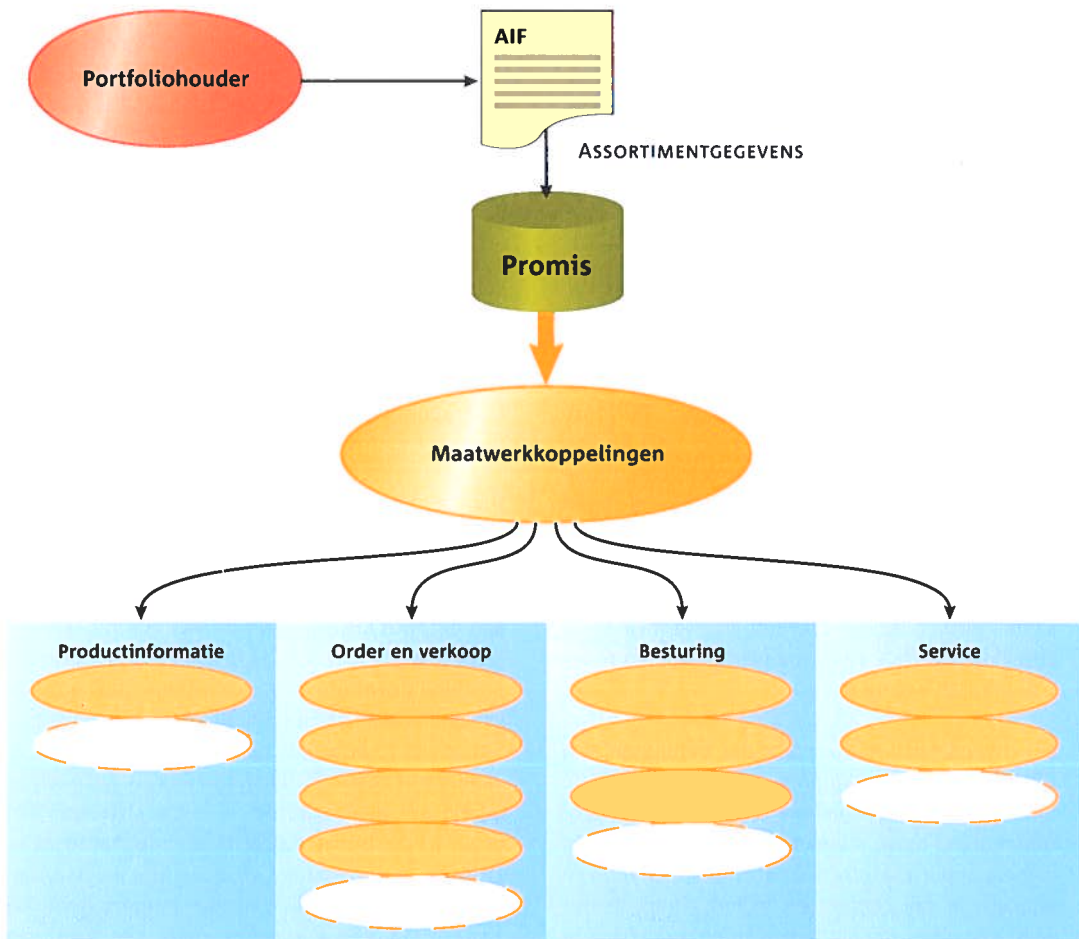 Portfoliohouder
AIF
ASSORTIMENTGEGEVENS
Promis
Maatwerkkoppelingen
Productinformatie
Order en verkoop
Besturing
Service